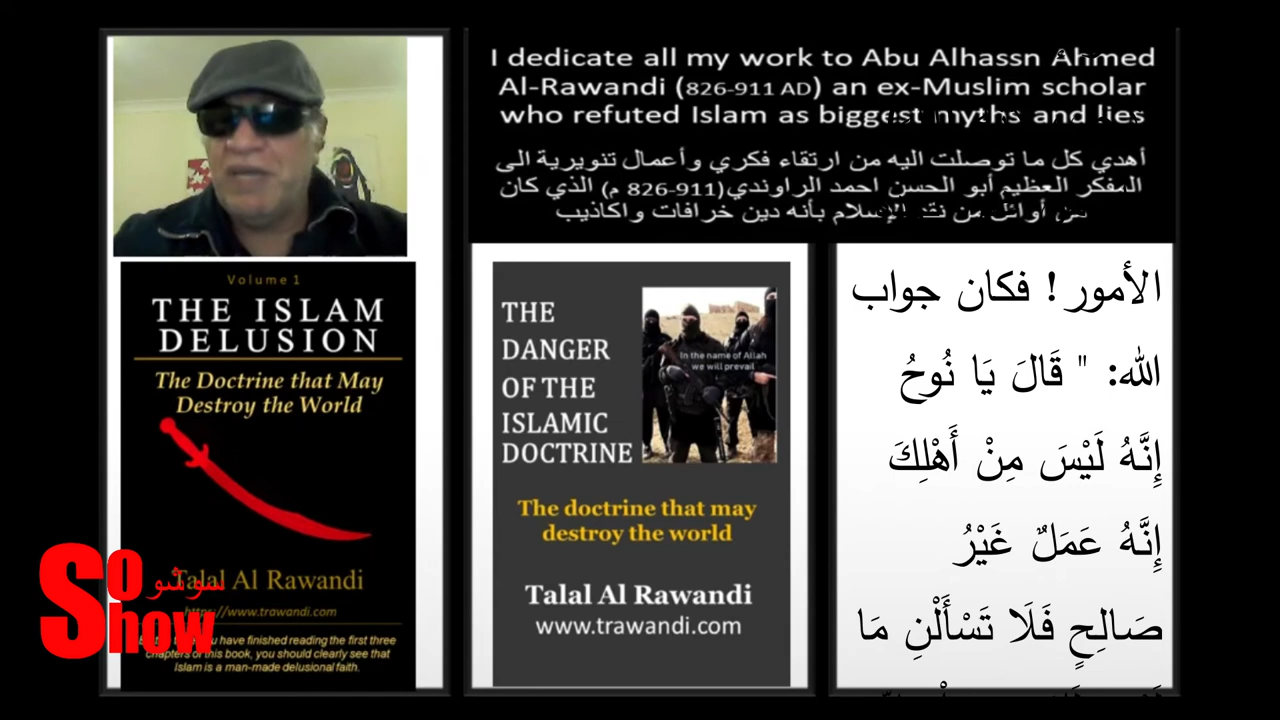 I dedicate all my work to Abu Alhassn Ahmed
Al-Rawandi (826-911 AD) an ex-Muslim scholar
who refuted Islam as biggest myths and lies
أهدي كل ما توصلت اليه من ارتقاء فكري وأعمال تنويرية الى
المفكر العظيم أبو الحسن احمد الراوندي(911-826 م) الذي كان
من أوائل من نقد الإسلام بأنه دين خرافات واكاذيب
Volume 1
THE ISLAM
DELUSION
The Doctrine that May
Destroy the World
Talal Al Rawandi
https://www.trawandi.com
you have finished reading the first three
chapters of this book, you should clearly see that
Islam is a man-made delusional faith.
So
Show
سو شو
THE
DANGER
OF THE
ISLAMIC
DOCTRINE
In the name of Allah
we will prevail
The doctrine that may
destroy the world
Talal Al Rawandi
www.trawandi.com
الأمور ! فكان جواب
الله: " قَالَ يَا نُوحُ
إِنَّهُ لَيْسَ مِنْ أَهْلِكَ
إِنَّهُ عَمَلٌ غَيْرُ
صَالِحٍ فَلَا تَسْأَلْنِ مَا